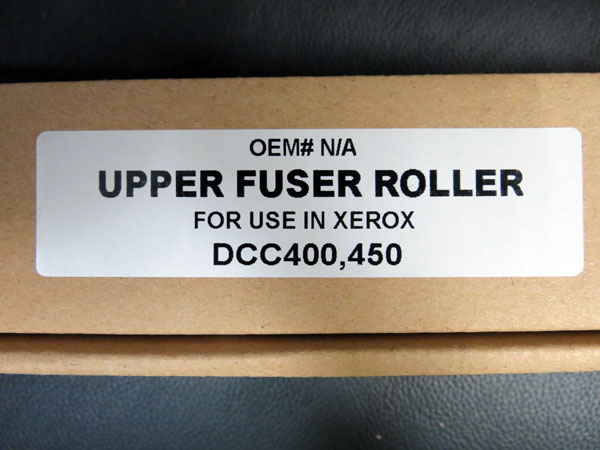 OEM# N/A
UPPER FUSER ROLLER
FOR USE IN XEROX
DCC400,450